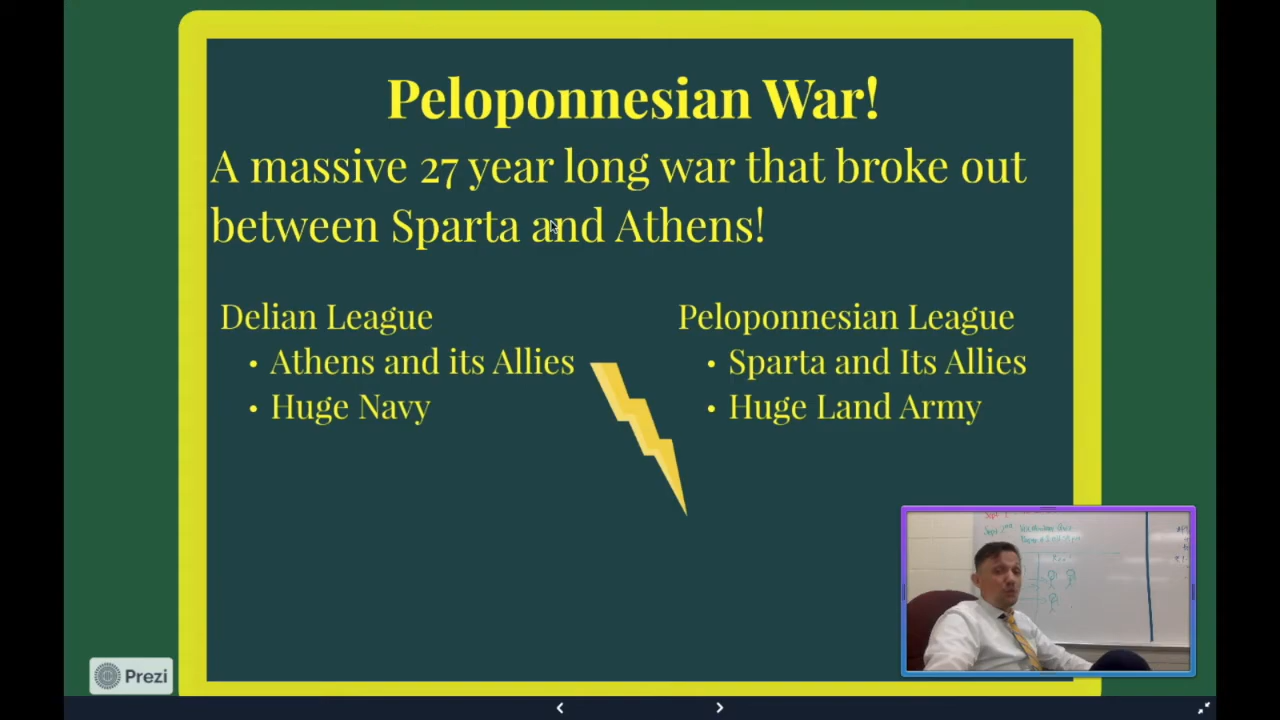 Peloponnesian War!
A massive 27 year long war that broke out
between Sparta and Athens!
Delian League
• Athens and its Allies
• Huge Navy
Peloponnesian League
• Sparta and Its Allies
• Huge Land Army
Prezi